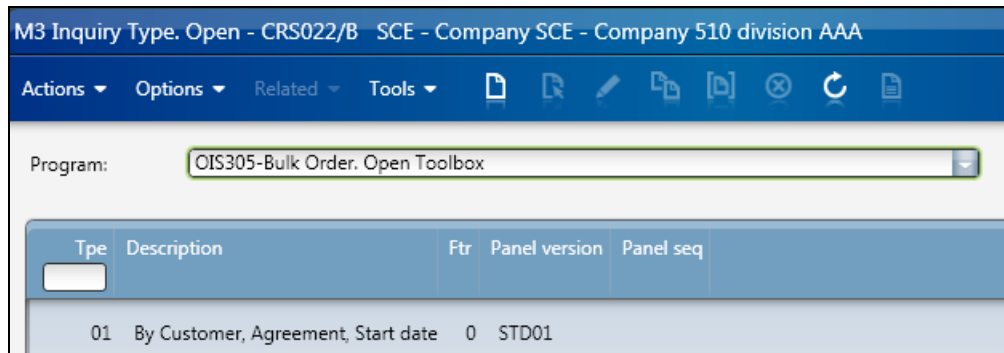 M3 Inquiry Type. Open - CRS022/B SCE - Company SCE - Company 510 division AAA
Actions Options Related Tools
Program: OIS305-Bulk Order. Open Toolbox
Tpe Description Ftr Panel version Panel seq
01 By Customer, Agreement, Start date 0 STD01